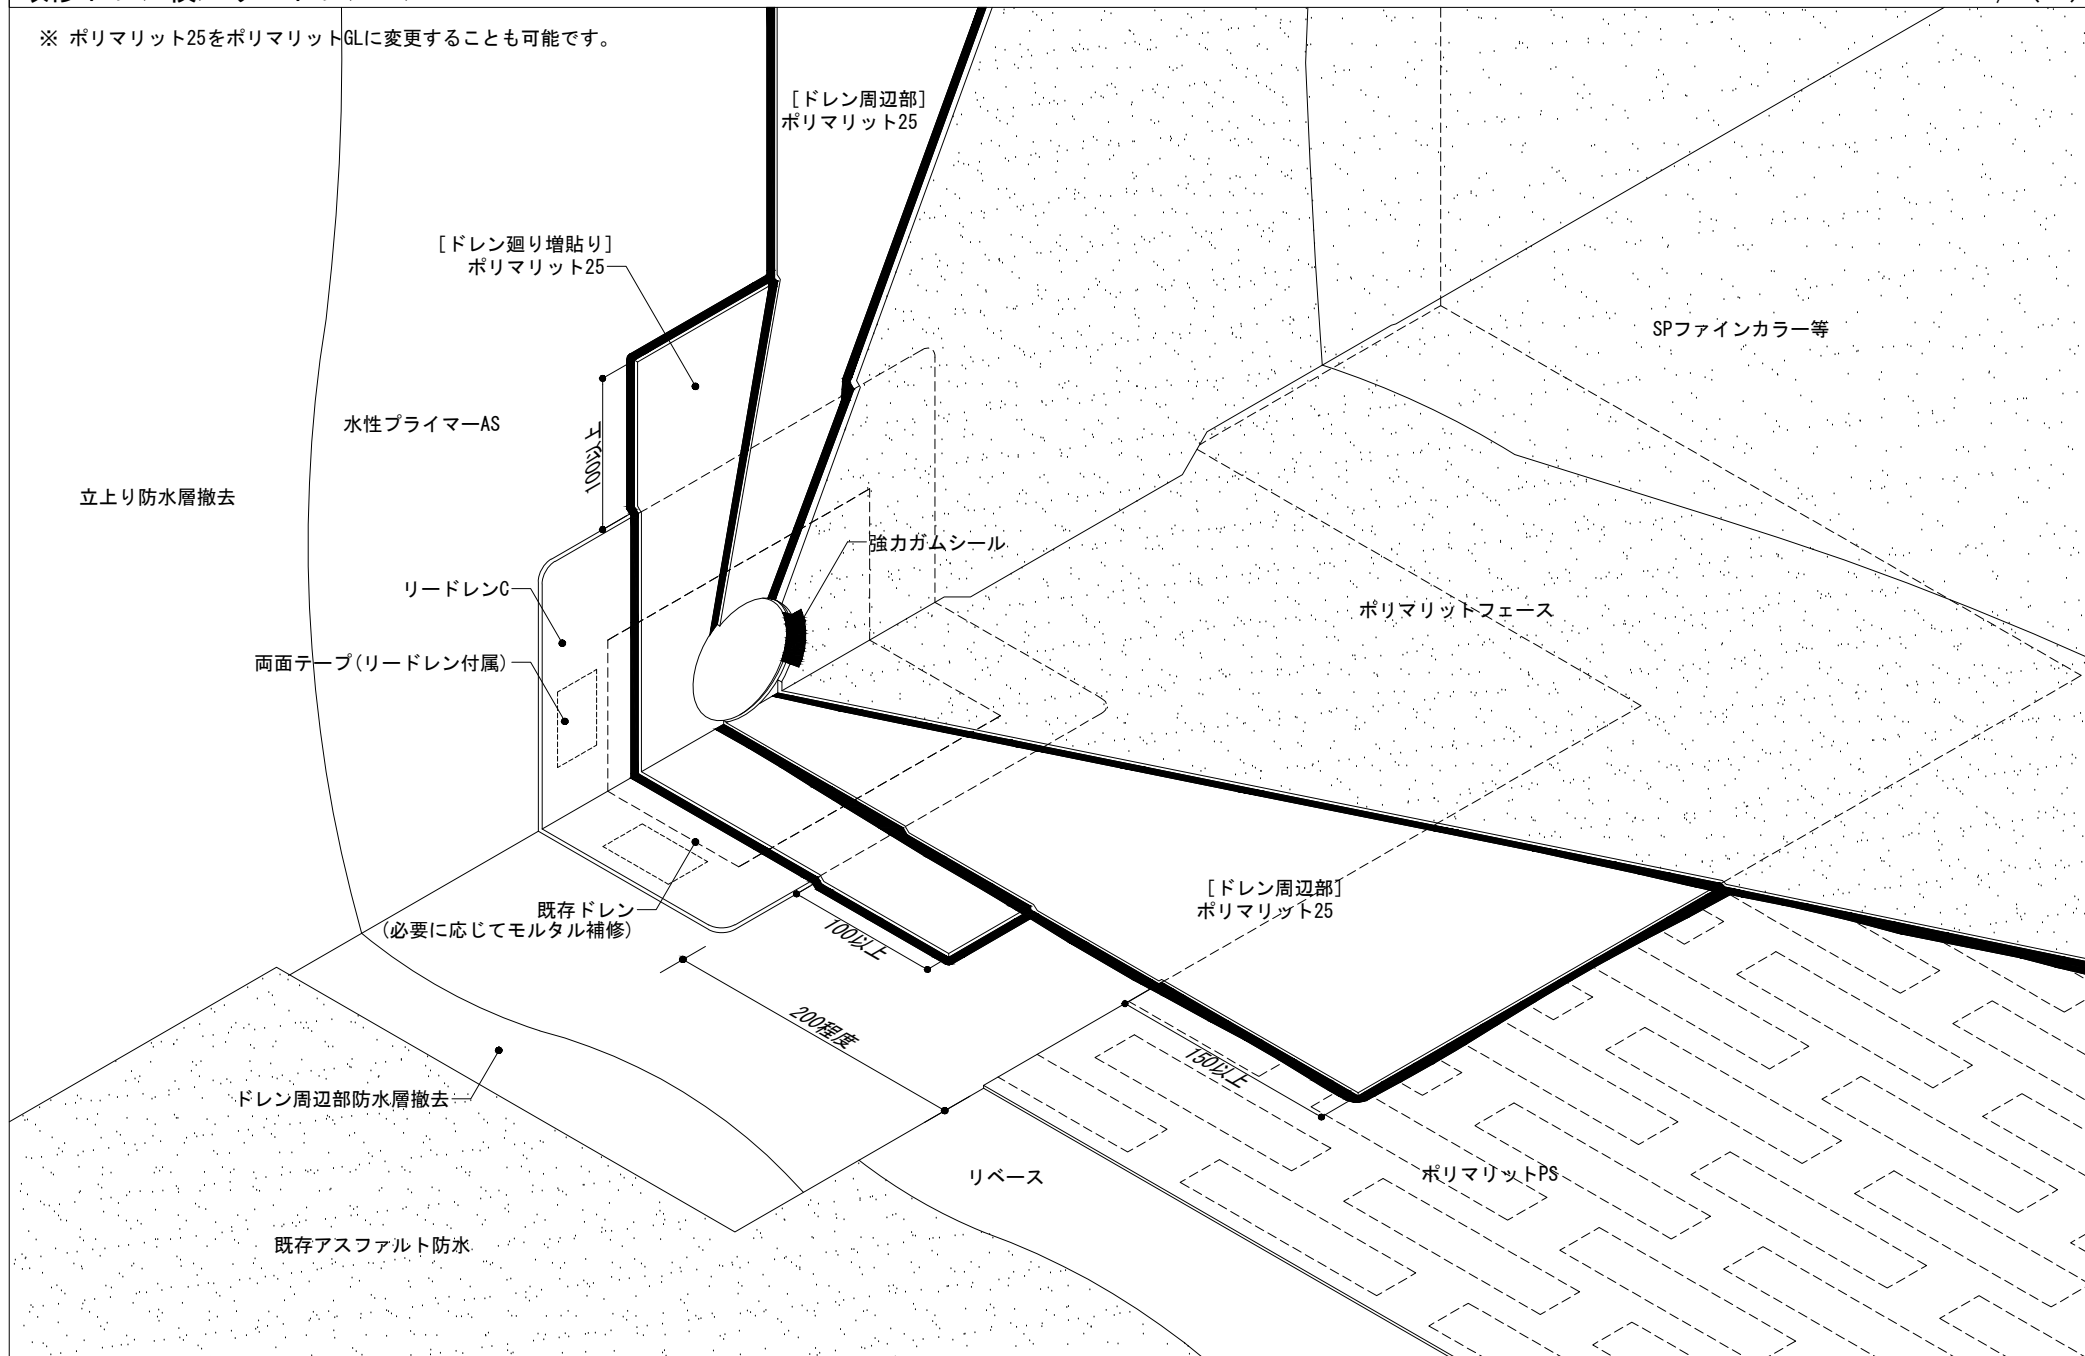 ※ ポリマリット25をポリマリットGLに変更することも可能です。
[ドレン周辺部]
ポリマリット25
[ドレン廻り増貼り]
ポリマリット25
SPファインカラー等
水性プライマーAS
100以上
立上り防水層撤去
強力ガムシール
リードレンC
ポリマリットフェース
両面テープ(リードレン付属)
[ドレン周辺部]
ポリマリット25
既存ドレン
(必要に応じてモルタル補修)
100以上
200程度
150以上
ドレン周辺部防水層撤去
リベース
ポリマリットPS
既存アスファルト防水